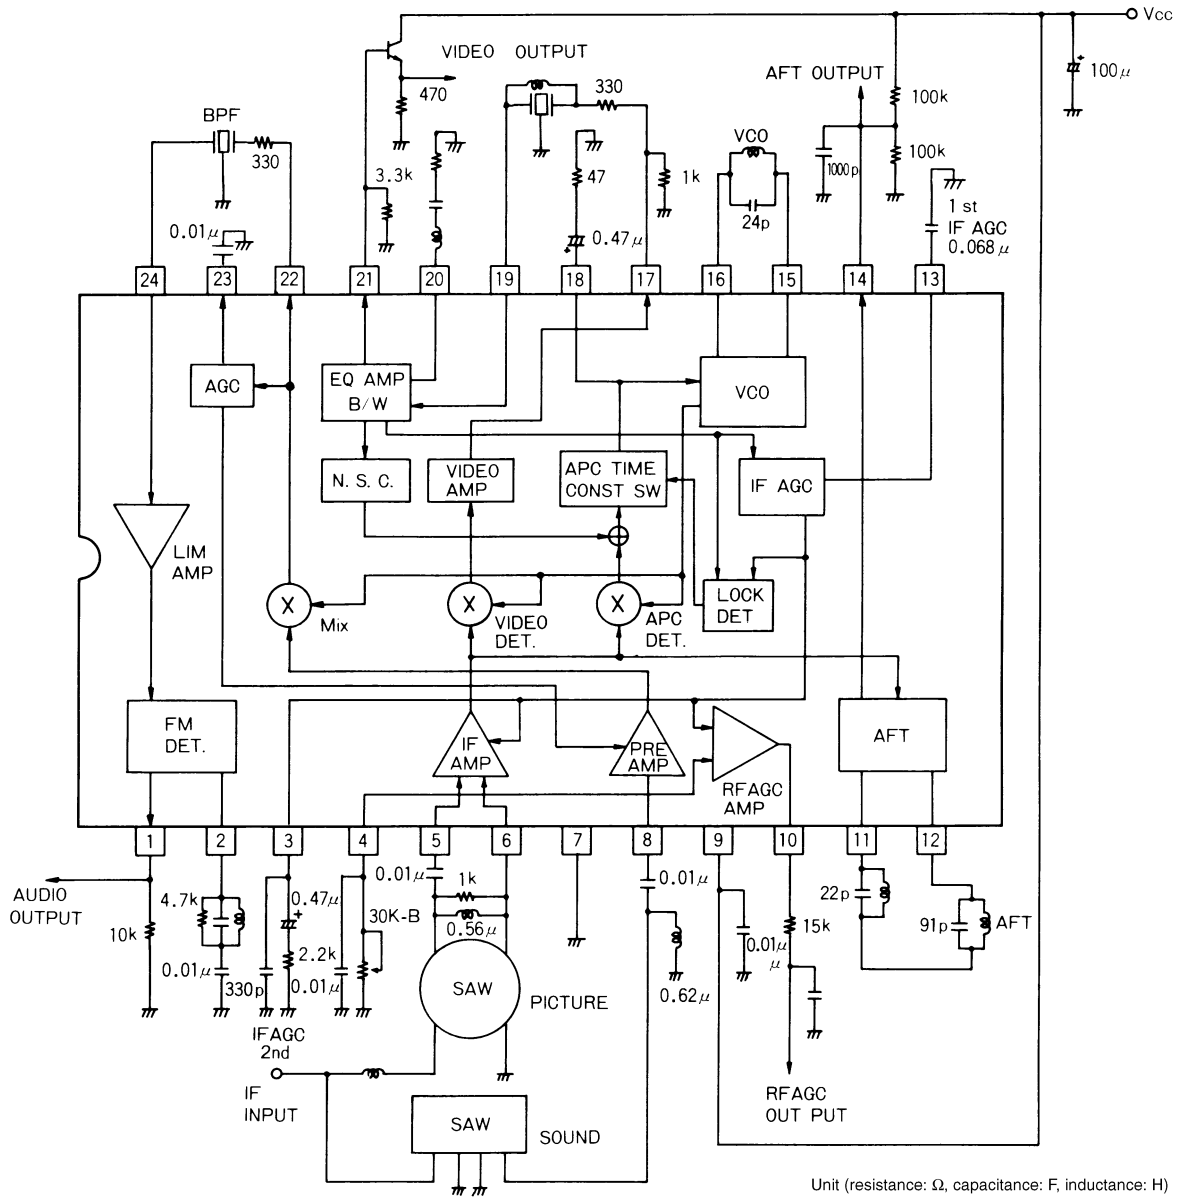 Vcc
VIDEO OUTPUT
470
330
AFT OUTPUT
100μ
100k
BPF
330
VCO
100k
1000p
3.3k
47
1k
24p
1 st
IF AGC
0.068μ
0.01μ
0.47μ
24
23
22
21
20
19
18
17
16
15
14
13
AGC
EQ AMP
B/W
VCO
N. S. C.
VIDEO
AMP
APC TIME
CONST SW
IF AGC
LIM
AMP
X
Mix
X
VIDEO
DET.
X
APC
DET.
LOCK
DET
FM
DET.
IF
AMP
PRE
AMP
RFAGC
AMP
AFT
1
2
3
4
5
6
7
8
9
10
11
12
AUDIO
OUTPUT
10k
4.7k
0.01μ
330p
0.47μ
2.2k
0.01μ
IFAGC
2nd
30K-B
0.01μ
1k
0.56μ
SAW
PICTURE
0.01μ
0.62μ
0.01μ
μ
15k
22p
91p
AFT
IF
INPUT
SAW
SOUND
RFAGC
OUT PUT
Unit (resistance: Ω, capacitance: F, inductance: H)